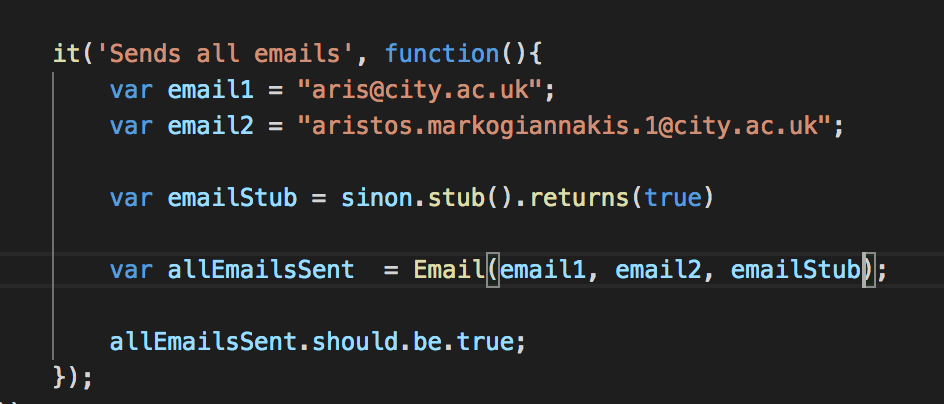 it('Sends all emails', function(){
var email1 = "aris@city.ac.uk";
var email2 = "aristos.markogiannakis.1@city.ac.uk";
var emailStub = sinon.stub().returns(true)
var allEmailsSent  = Email(email1, email2, emailStub);
allEmailsSent.should.be.true;
});